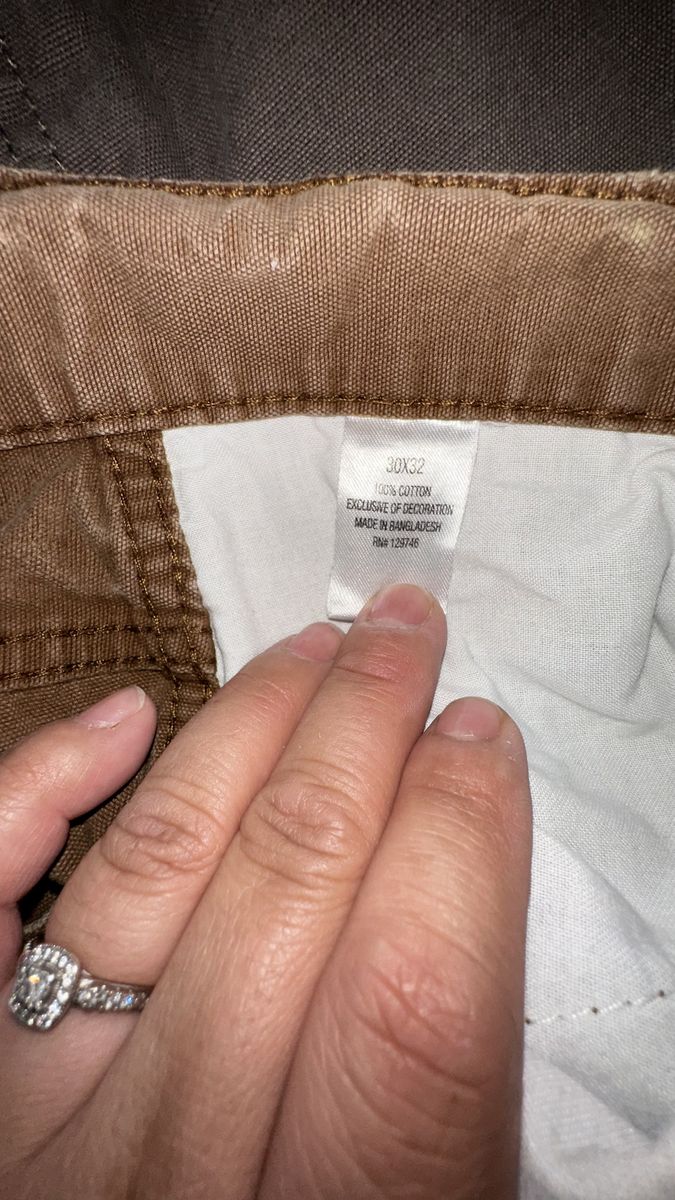 30X32
100% COTTON
EXCLUSIVE OF DECORATION
MADE IN BANGLADESH
RN# 129746